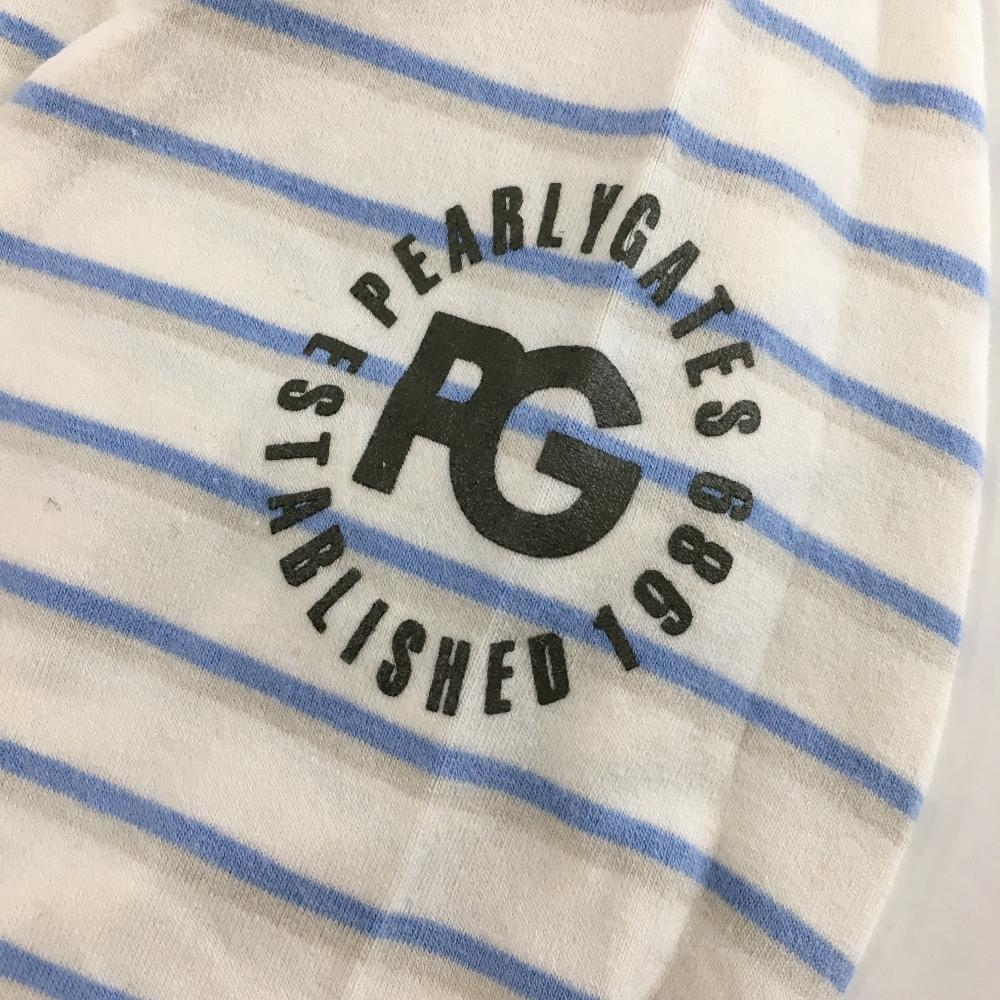 PEARLYGATES
PG
ESTABLISHED 1989